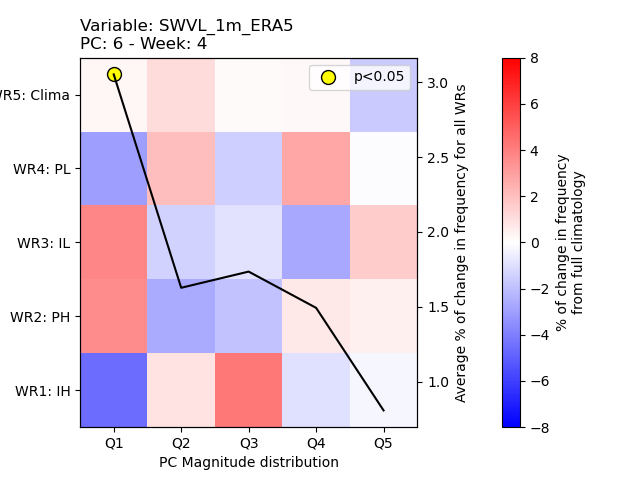 Variable: SWVL_1m_ERA5
PC: 6 - Week: 4
WR5: Clima
WR4: PL
WR3: IL
WR2: PH
WR1: IH
Q1 Q2 Q3 Q4 Q5
PC Magnitude distribution
p<0.05
3.0
2.5
2.0
1.5
1.0
Average % of change in frequency for all WRs
8
6
4
2
0
−2
−4
−6
−8
% of change in frequency
from full climatology